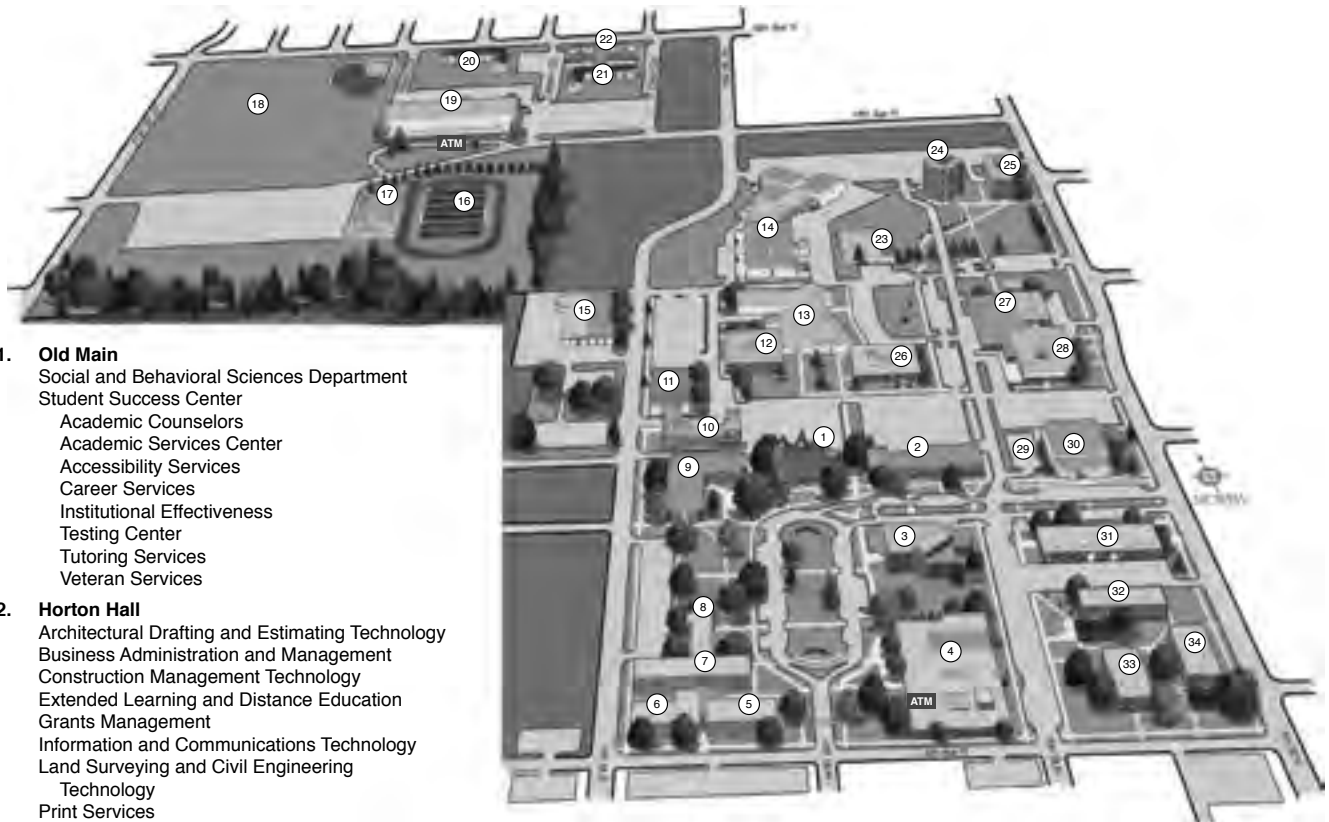 22
20
21
19
18
ATM
24
25
17
16
14
23
15
27
13
12
26
28
11
10
1
2
29
30
9
3
31
32
8
34
4
7
33
ATM
6
5
1. Old Main
Social and Behavioral Sciences Department
Student Success Center
Academic Counselors
Academic Services Center
Accessibility Services
Career Services
Institutional Effectiveness
Testing Center
Tutoring Services
Veteran Services
2. Horton Hall
Architectural Drafting and Estimating Technology
Business Administration and Management
Construction Management Technology
Extended Learning and Distance Education
Grants Management
Information and Communications Technology
Land Surveying and Civil Engineering
Technology
Print Services